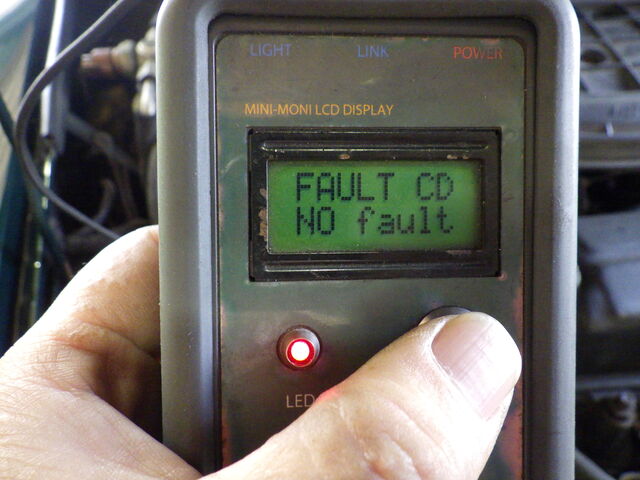 LIGHT LINK POWER
MINI-MONI LCD DISPLAY
FAULT CD
NO fault
LED